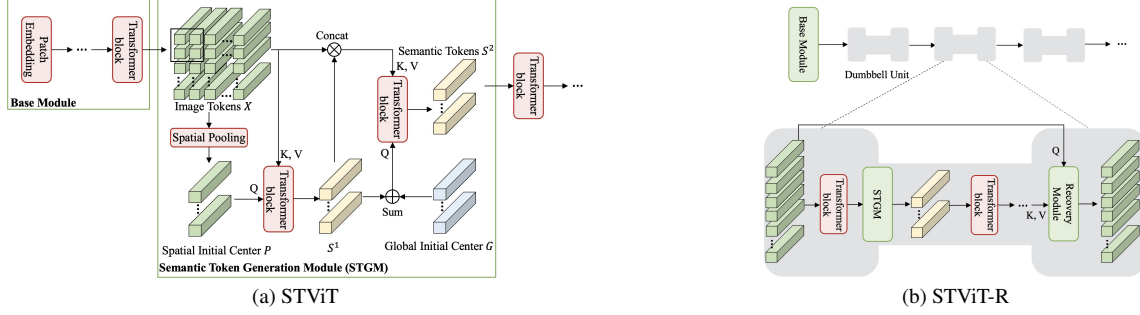 Patch
Embedding
...
Transformer
block
Base Module
Image Tokens X
Spatial Pooling
Spatial Initial Center P
Q
K, V
Transformer
block
Concat
S¹
Sum
Global Initial Center G
K, V
Q
Transformer
block
Semantic Tokens S²
Transformer
block
...
Semantic Token Generation Module (STGM)
(a) STViT
Base Module
Dumbbell Unit
...
Transformer
block
STGM
Transformer
block
...
K, V
Q
Recovery
Module
(b) STViT-R